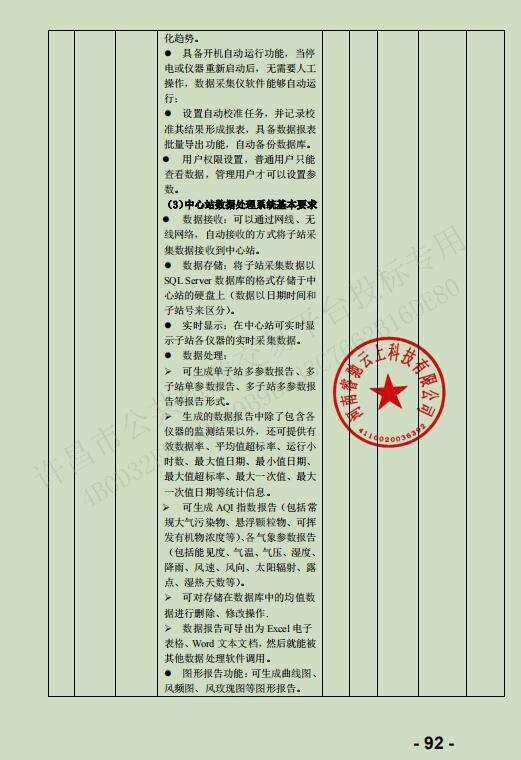 化趋势。
● 具备开机自动运行功能，当停
电或仪器重新启动后，无需要人工
操作，数据采集仪软件能够自动运
行；
● 设置自动校准任务，并记录校
准其结果形成报表，具备数据报表
批量导出功能，自动备份数据库。
● 用户权限设置，普通用户只能
查看数据，管理用户才可以设置参
数。
（3）中心站数据处理系统基本要求
● 数据接收：可以通过网线、无
线网络，自动接收的方式将子站采
集数据接收到中心站。
● 数据存储：将子站采集数据以
SQL Server 数据库的格式存储于中
心站的硬盘上（数据以日期时间和
子站号来区分）。
● 实时显示：在中心站可实时显
示子站各仪器的实时采集数据。
● 数据处理：
➢ 可生成单子站多参数报告、多
子站单参数报告、多子站多参数报
告等报告形式。
➢ 生成的数据报告中除了包含各
仪器的监测结果以外，还可提供有
效数据率、平均值超标率、运行小
时数、最大值日期、最小值日期、
最大值超标率、最大一次值、最大
一次值日期等统计信息。
➢ 可生成 AQI 指数报告（包括常
规大气污染物、悬浮颗粒物、可挥
发有机物浓度等）、各气象参数报告
（包括能见度、气温、气压、湿度、
降雨、风速、风向、太阳辐射、露
点、湿热天数等）。
➢ 可对存储在数据库中的均值数
据进行删除、修改操作.
➢ 数据报告可导出为 Excel 电子
表格、Word 文本文档，然后就能被
其他数据处理软件调用。
● 图形报告功能：可生成曲线图、
风频图、风玫瑰图等图形报告。
河南睿驰云工科技有限公司
4110020036392
许昌市公共
交易平台投标专用
- 92 -